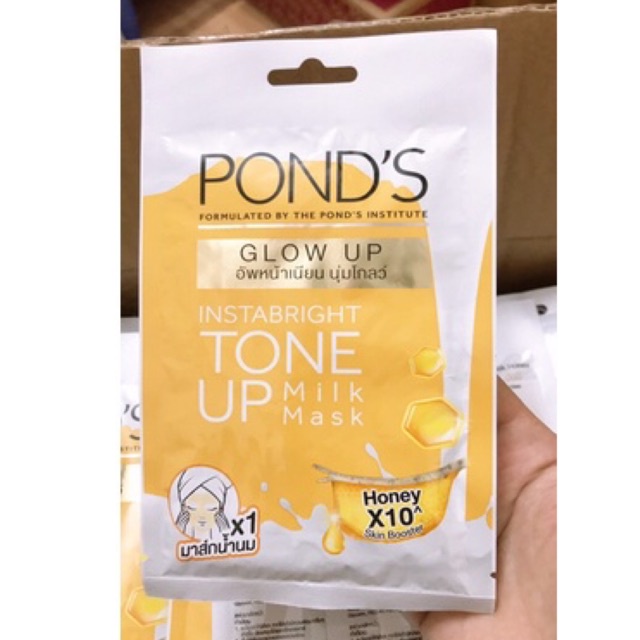 POND'S
FORMULATED BY THE POND'S INSTITUTE
GLOW UP
อัพหน้าเนียน นุ่มโกลว์
INSTABRIGHT
TONE
UP Milk
Mask
Honey
X10^
Skin Booster
x1
มาส์กน้ำนม